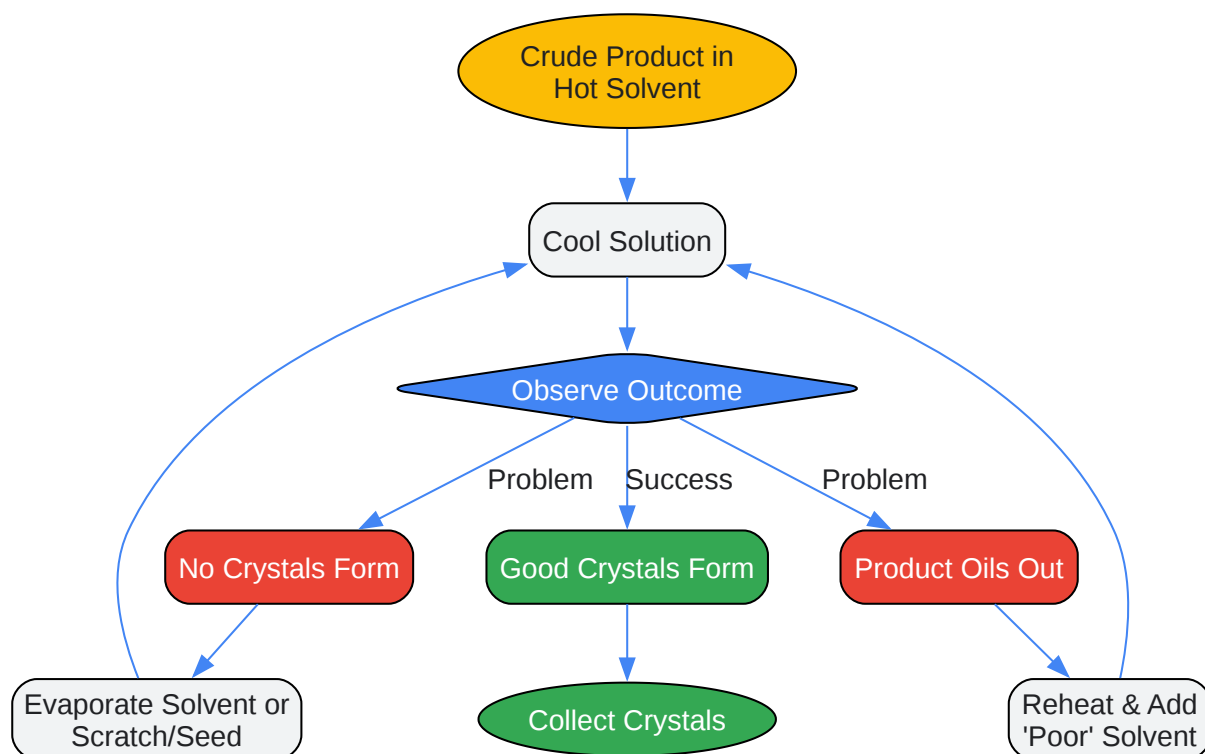 Crude Product in
Hot Solvent
Cool Solution
Observe Outcome
Problem
Success
Problem
No Crystals Form
Good Crystals Form
Product Oils Out
Evaporate Solvent or
Scratch/Seed
Collect Crystals
Reheat & Add
'Poor' Solvent